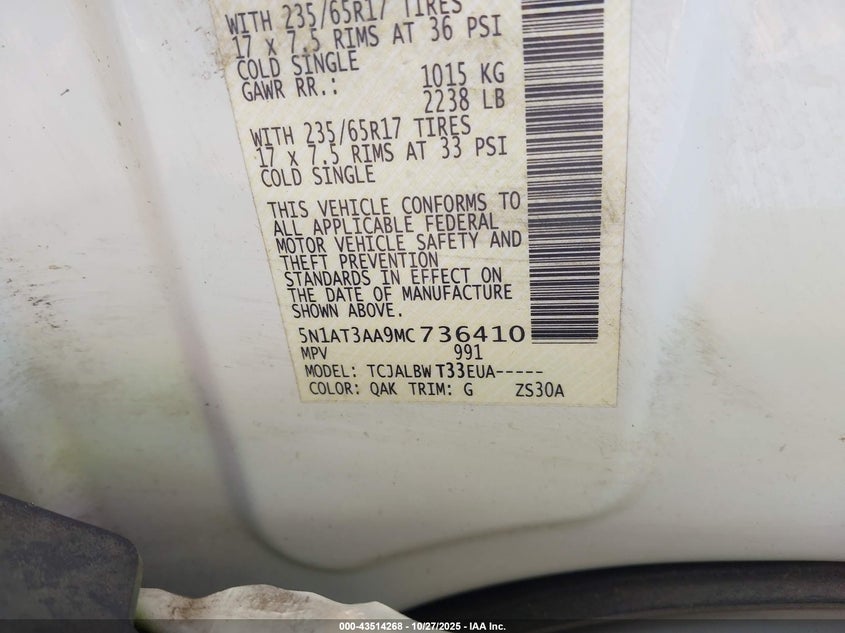 WITH 235/65R17 TIRES
17 x 7.5 RIMS AT 36 PSI
COLD SINGLE
GAWR RR.: 1015 KG
2238 LB
WITH 235/65R17 TIRES
17 x 7.5 RIMS AT 33 PSI
COLD SINGLE
THIS VEHICLE CONFORMS TO
ALL APPLICABLE FEDERAL
MOTOR VEHICLE SAFETY AND
THEFT PREVENTION
STANDARDS IN EFFECT ON
THE DATE OF MANUFACTURE
SHOWN ABOVE.
5N1AT3AA9MC736410
MPV 991
MODEL: TCJALBWT33EUA-----
COLOR: QAK TRIM: G ZS30A
000-43514268 - 10/27/2025 - IAA Inc.